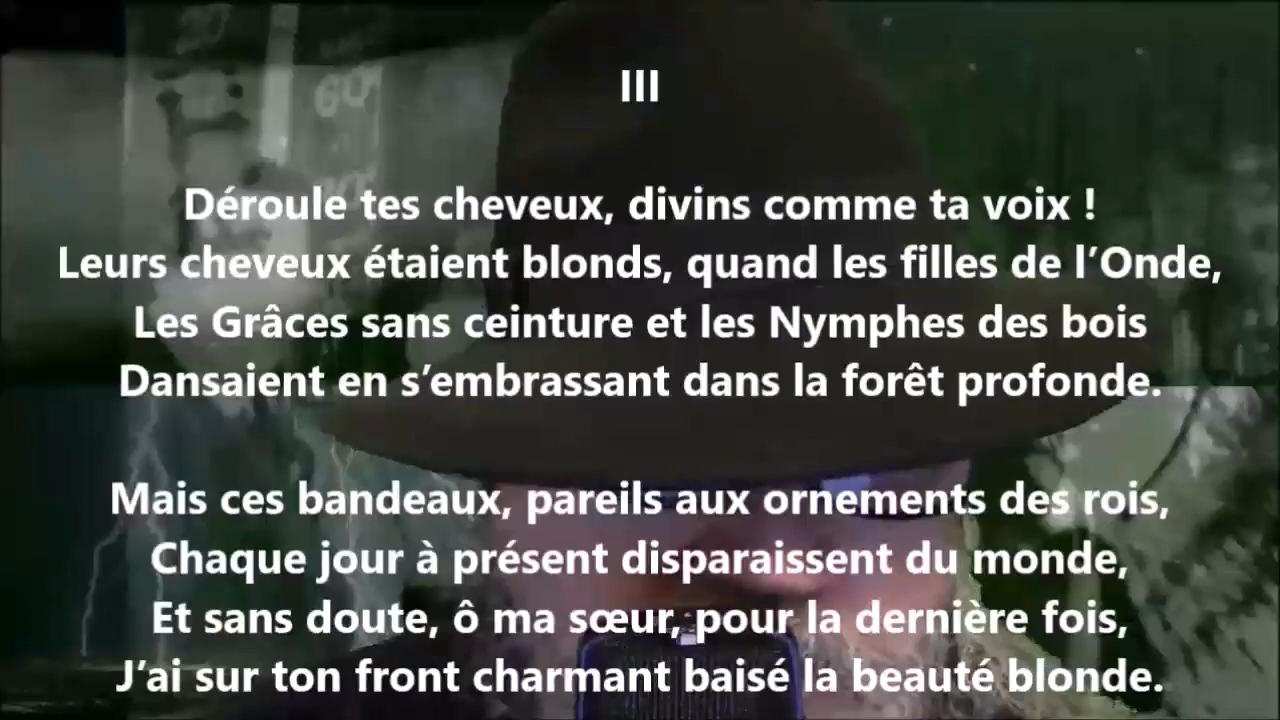 III
Déroule tes cheveux, divins comme ta voix !
Leurs cheveux étaient blonds, quand les filles de l’Onde,
Les Grâces sans ceinture et les Nymphes des bois
Dansaient en s’embrassant dans la forêt profonde.
Mais ces bandeaux, pareils aux ornements des rois,
Chaque jour à présent disparaissent du monde,
Et sans doute, ô ma sœur, pour la dernière fois,
J’ai sur ton front charmant baisé la beauté blonde.